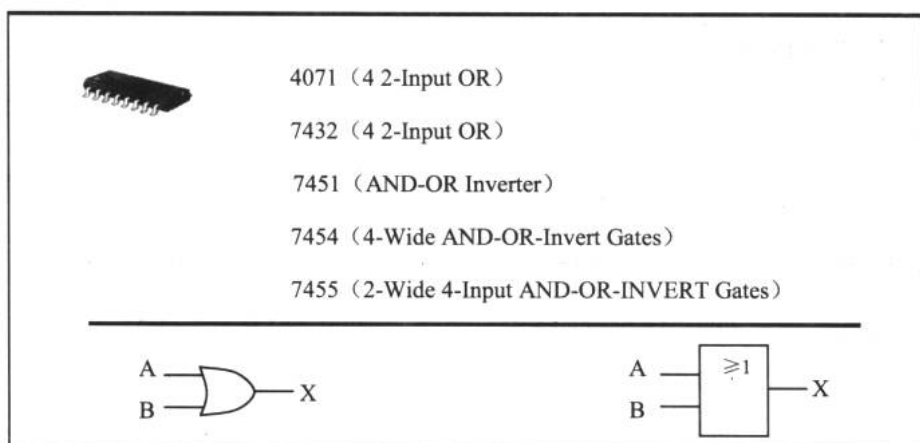 4071（4 2-Input OR）
7432（4 2-Input OR）
7451（AND-OR Inverter）
7454（4-Wide AND-OR-Invert Gates）
7455（2-Wide 4-Input AND-OR-INVERT Gates）
A
B
X
A
B
≥1
X